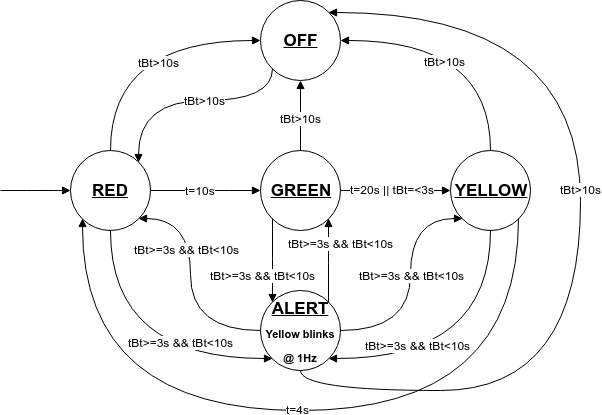 OFF
tBt>10s
tBt>10s
tBt>10s
tBt>10s
RED
t=10s
GREEN
t=20s || tBt=<3s
YELLOW
tBt>10s
tBt>=3s && tBt<10s
tBt>=3s && tBt<10s
tBt>=3s && tBt<10s
tBt>=3s && tBt<10s
ALERT
Yellow blinks
@ 1Hz
tBt>=3s && tBt<10s
tBt>=3s && tBt<10s
t=4s